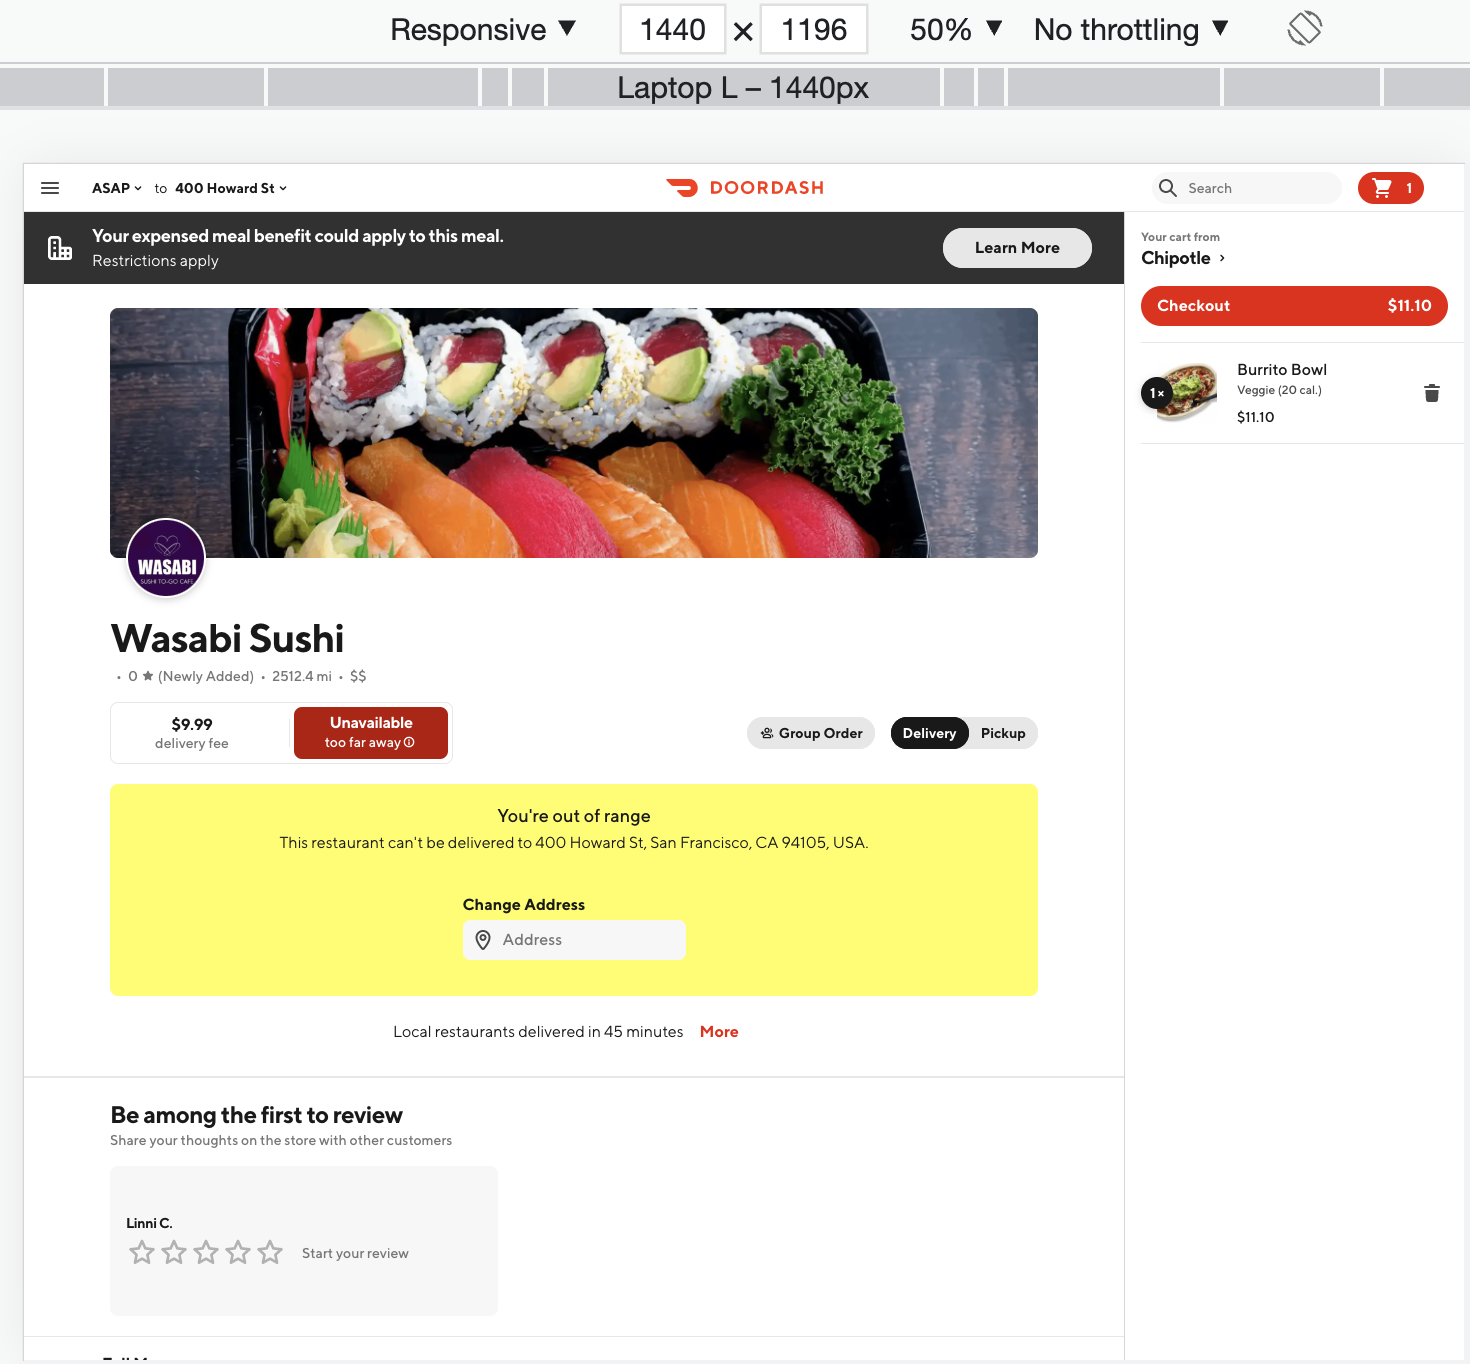 Responsive ▼ 1440 × 1196 50% ▼ No throttling ▼
Laptop L – 1440px
ASAP to 400 Howard St
DOORDASH
Search
1
Your expensed meal benefit could apply to this meal.
Restrictions apply
Learn More
Your cart from
Chipotle
Checkout $11.10
1×
Burrito Bowl
Veggie (20 cal.)
$11.10
WASABI
SUSHI TO-GO CAFE
Wasabi Sushi
• 0 ★ (Newly Added) • 2512.4 mi • $$
$9.99
delivery fee
Unavailable
too far away
Group Order
Delivery
Pickup
You're out of range
This restaurant can't be delivered to 400 Howard St, San Francisco, CA 94105, USA.
Change Address
Address
Local restaurants delivered in 45 minutes More
Be among the first to review
Share your thoughts on the store with other customers
Linni C.
Start your review